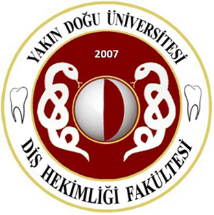 YAKIN DOĞU ÜNİVERSİTESİ
2007
DİŞ HEKİMLİĞİ FAKÜLTESİ